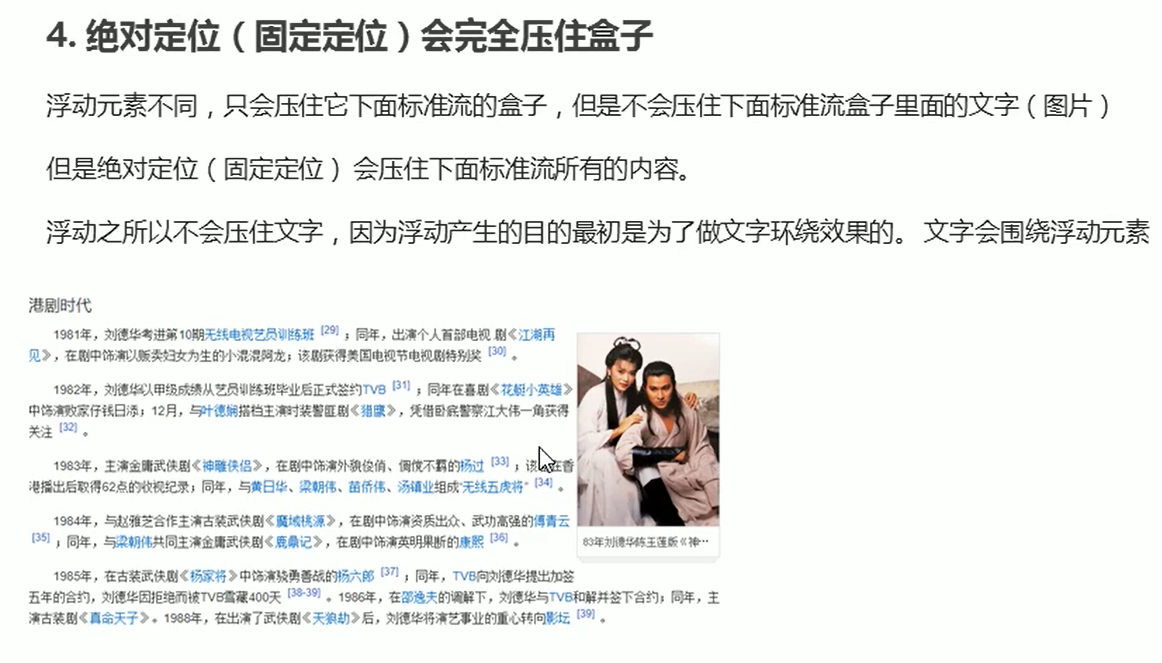 4. 绝对定位（固定定位）会完全压住盒子
浮动元素不同，只会压住它下面标准流的盒子，但是不会压住下面标准流盒子里面的文字（图片）
但是绝对定位（固定定位） 会压住下面标准流所有的内容。
浮动之所以不会压住文字，因为浮动产生的目的最初是为了做文字环绕效果的。 文字会围绕浮动元素
港剧时代
1981年，刘德华考进第10期无线电视艺员训练班 [29] ；同年，出演个人首部电视 剧《江湖再
见》，在剧中饰演以贩卖妇女为生的小混混阿龙；该剧获得美国电视节电视剧特别奖 [30] 。
1982年，刘德华以甲级成绩从艺员训练班毕业后正式签约TVB [31] ；同年在喜剧《花艇小英雄》
中饰演败家仔钱日添；12月，与叶德娴搭档主演时装警匪剧《猎鹰》，凭借卧底警察江大伟一角获得
关注 [32] 。
1983年，主演金庸武侠剧《神雕侠侣》，在剧中饰演外貌俊俏、倜傥不羁的杨过 [33] ；该 在香
港播出后取得62点的收视纪录；同年，与黄日华、梁朝伟、苗侨伟、汤镇业组成“无线五虎将” [34] 。
1984年，与赵雅芝合作主演古装武侠剧《魔域桃源》，在剧中饰演资质出众、武功高强的傅青云
[35] ；同年，与梁朝伟共同主演金庸武侠剧《鹿鼎记》，在剧中饰演英明果断的康熙 [36] 。
83年刘德华陈玉莲版《神…
1985年，在古装武侠剧《杨家将》中饰演骁勇善战的杨六郎 [37] ；同年，TVB向刘德华提出加签
五年的合约，刘德华因拒绝而被TVB雪藏400天 [38-39] 。1986年，在邵逸夫的调解下，刘德华与TVB和解并签下合约；同年，主
演古装剧《真命天子》。1988年，在出演了武侠剧《天狼劫》后，刘德华将演艺事业的重心转向影坛 [39] 。